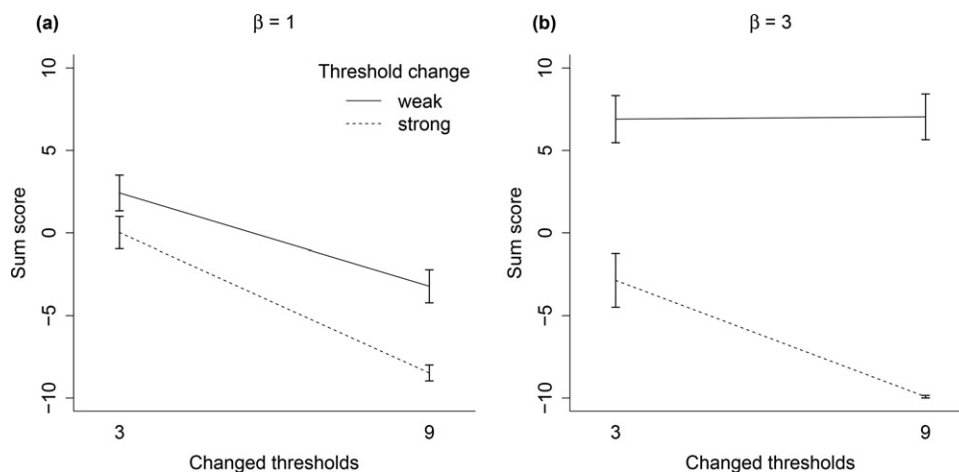 (a)
β = 1
Threshold change
weak
strong
Sum score
10
5
0
−5
−10
3
9
Changed thresholds
(b)
β = 3
Sum score
10
5
0
−5
−10
3
9
Changed thresholds